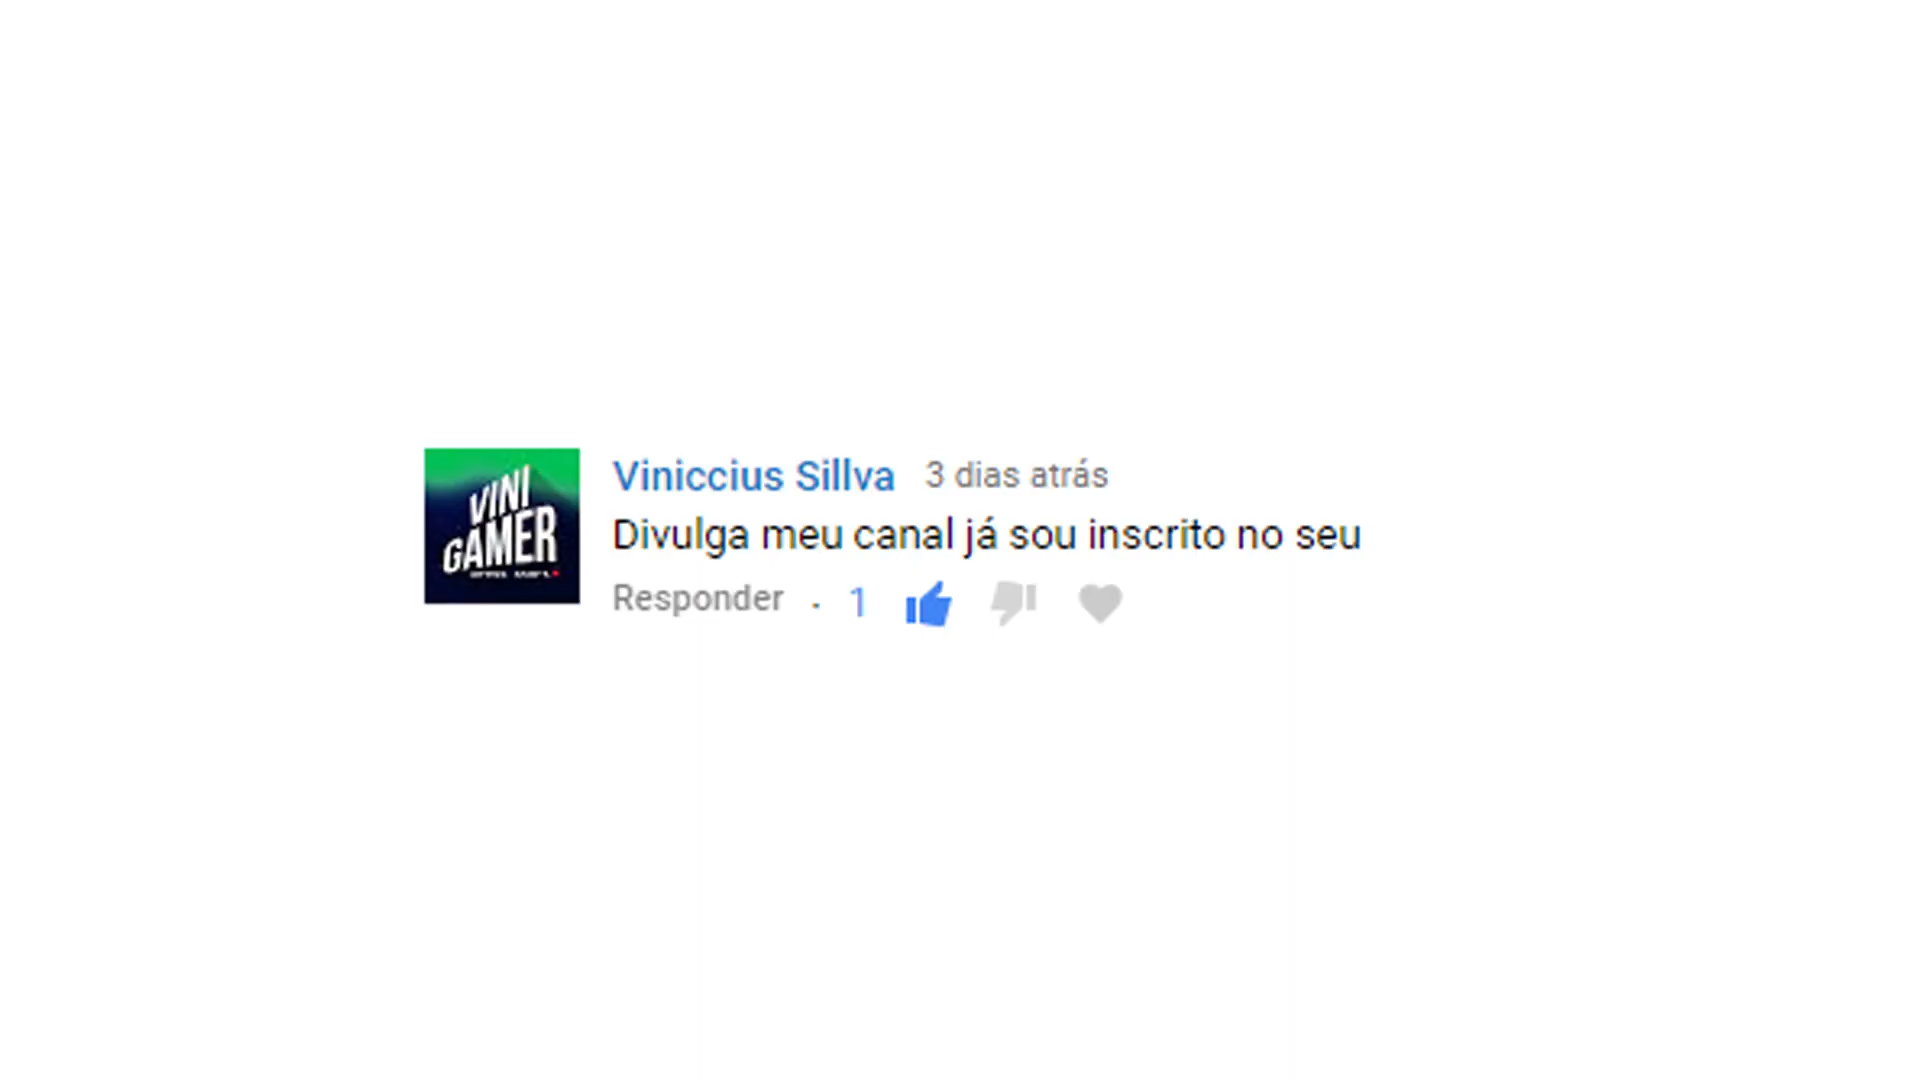 VINI
GAMER
Viniccius Sillva 3 dias atrás
Divulga meu canal já sou inscrito no seu
Responder · 1